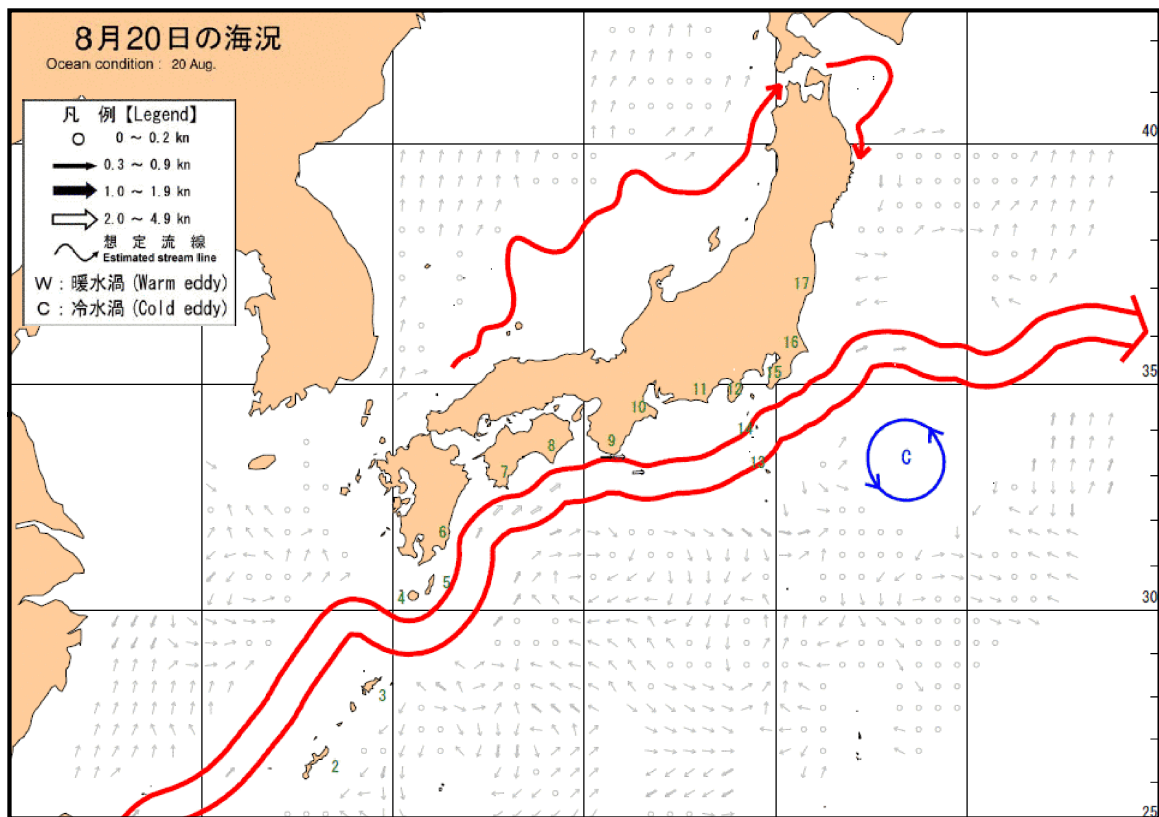 8月20日の海況
Ocean condition : 20 Aug.
凡 例【Legend】
0 ~ 0.2 kn
0.3 ~ 0.9 kn
1.0 ~ 1.9 kn
2.0 ~ 4.9 kn
想 定 流 線
Estimated stream line
W : 暖水渦 (Warm eddy)
C : 冷水渦 (Cold eddy)
40
17
16
15
35
12
11
10
14
9
8
13
7
C
6
5
4
30
3
2
25